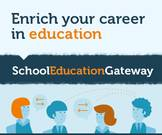 Enrich your career
in education
SchoolEducationGateway